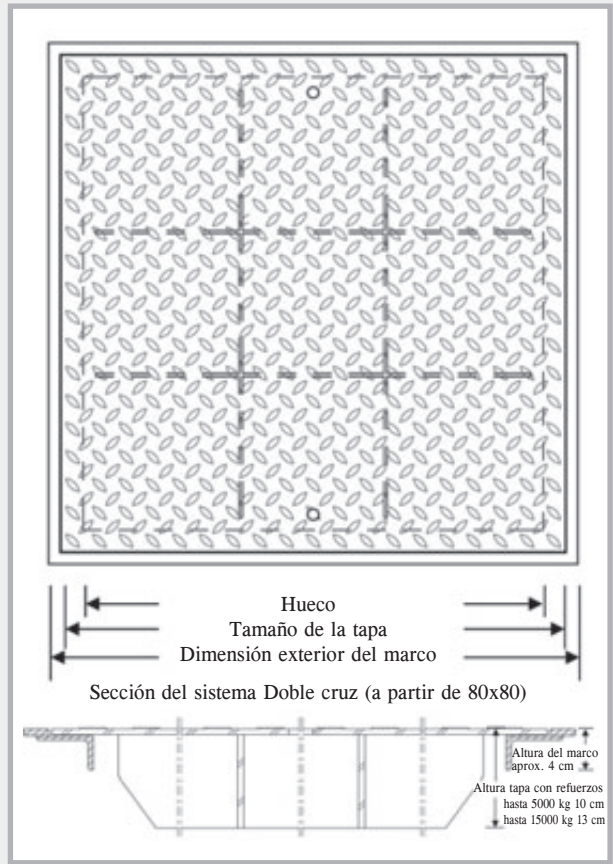 Hueco
Tamaño de la tapa
Dimensión exterior del marco
Sección del sistema Doble cruz (a partir de 80x80)
Altura del marco
aprox. 4 cm
Altura tapa con refuerzos
hasta 5000 kg 10 cm
hasta 15000 kg 13 cm